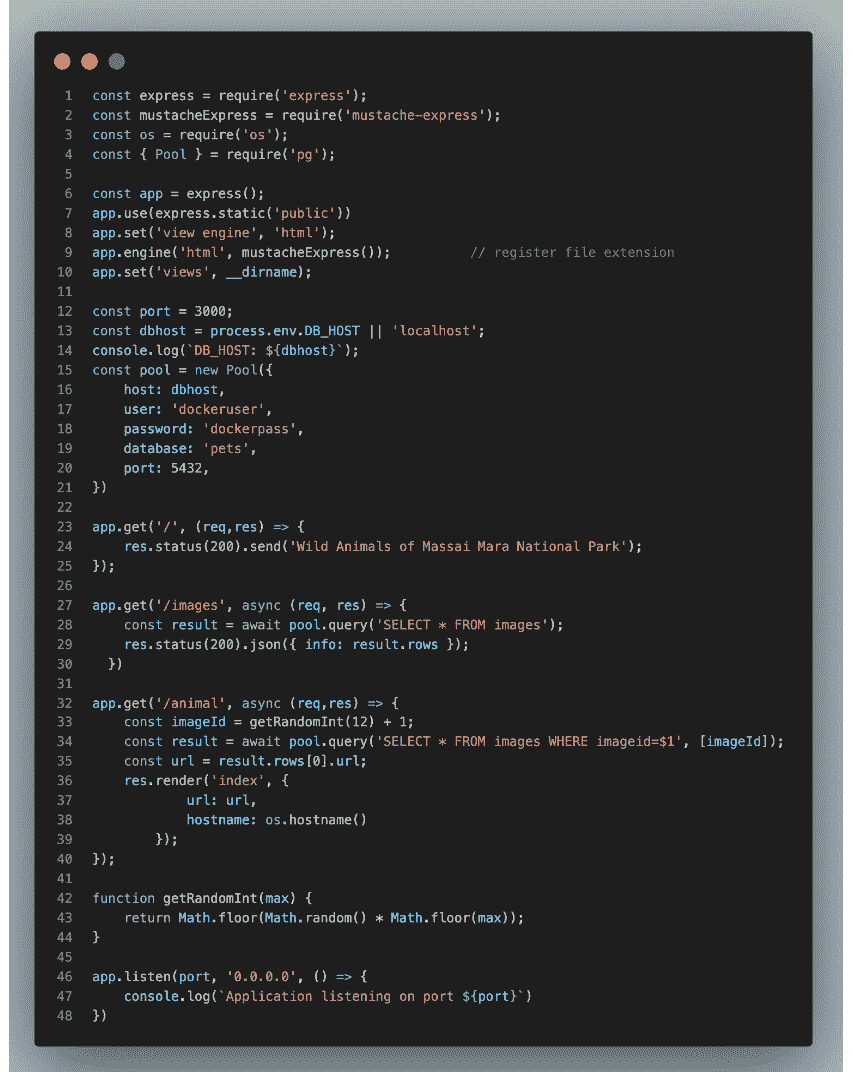 1 const express = require('express');
2 const mustacheExpress = require('mustache-express');
3 const os = require('os');
4 const { Pool } = require('pg');
5
6 const app = express();
7 app.use(express.static('public'))
8 app.set('view engine', 'html');
9 app.engine('html', mustacheExpress());          // register file extension
10 app.set('views', __dirname);
11
12 const port = 3000;
13 const dbhost = process.env.DB_HOST || 'localhost';
14 console.log(`DB_HOST: ${dbhost}`);
15 const pool = new Pool({
16     host: dbhost,
17     user: 'dockeruser',
18     password: 'dockerpass',
19     database: 'pets',
20     port: 5432,
21 })
22
23 app.get('/', (req,res) => {
24     res.status(200).send('Wild Animals of Massai Mara National Park');
25 });
26
27 app.get('/images', async (req, res) => {
28     const result = await pool.query('SELECT * FROM images');
29     res.status(200).json({ info: result.rows });
30   })
31
32 app.get('/animal', async (req,res) => {
33     const imageId = getRandomInt(12) + 1;
34     const result = await pool.query('SELECT * FROM images WHERE imageid=$1', [imageId]);
35     const url = result.rows[0].url;
36     res.render('index', {
37             url: url,
38             hostname: os.hostname()
39         });
40 });
41
42 function getRandomInt(max) {
43     return Math.floor(Math.random() * Math.floor(max));
44 }
45
46 app.listen(port, '0.0.0.0', () => {
47     console.log(`Application listening on port ${port}`)
48 })